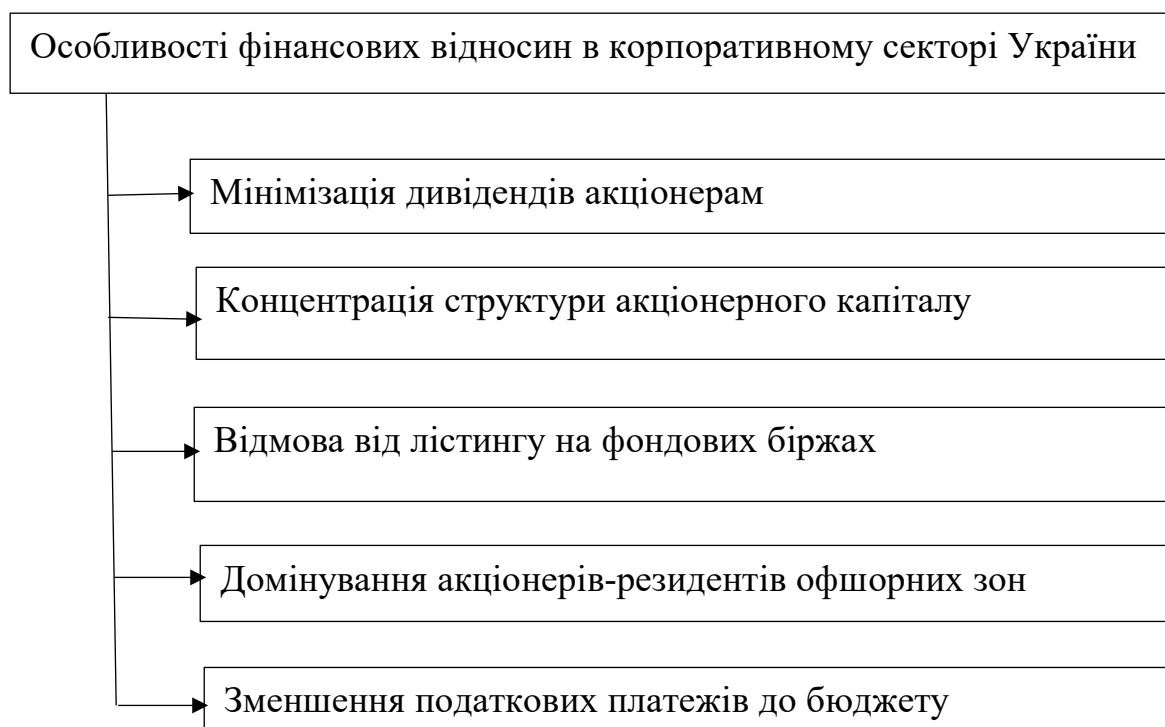 Особливості фінансових відносин в корпоративному секторі України
Мінімізація дивідендів акціонерам
Концентрація структури акціонерного капіталу
Відмова від лістингу на фондових біржах
Домінування акціонерів-резидентів офшорних зон
Зменшення податкових платежів до бюджету